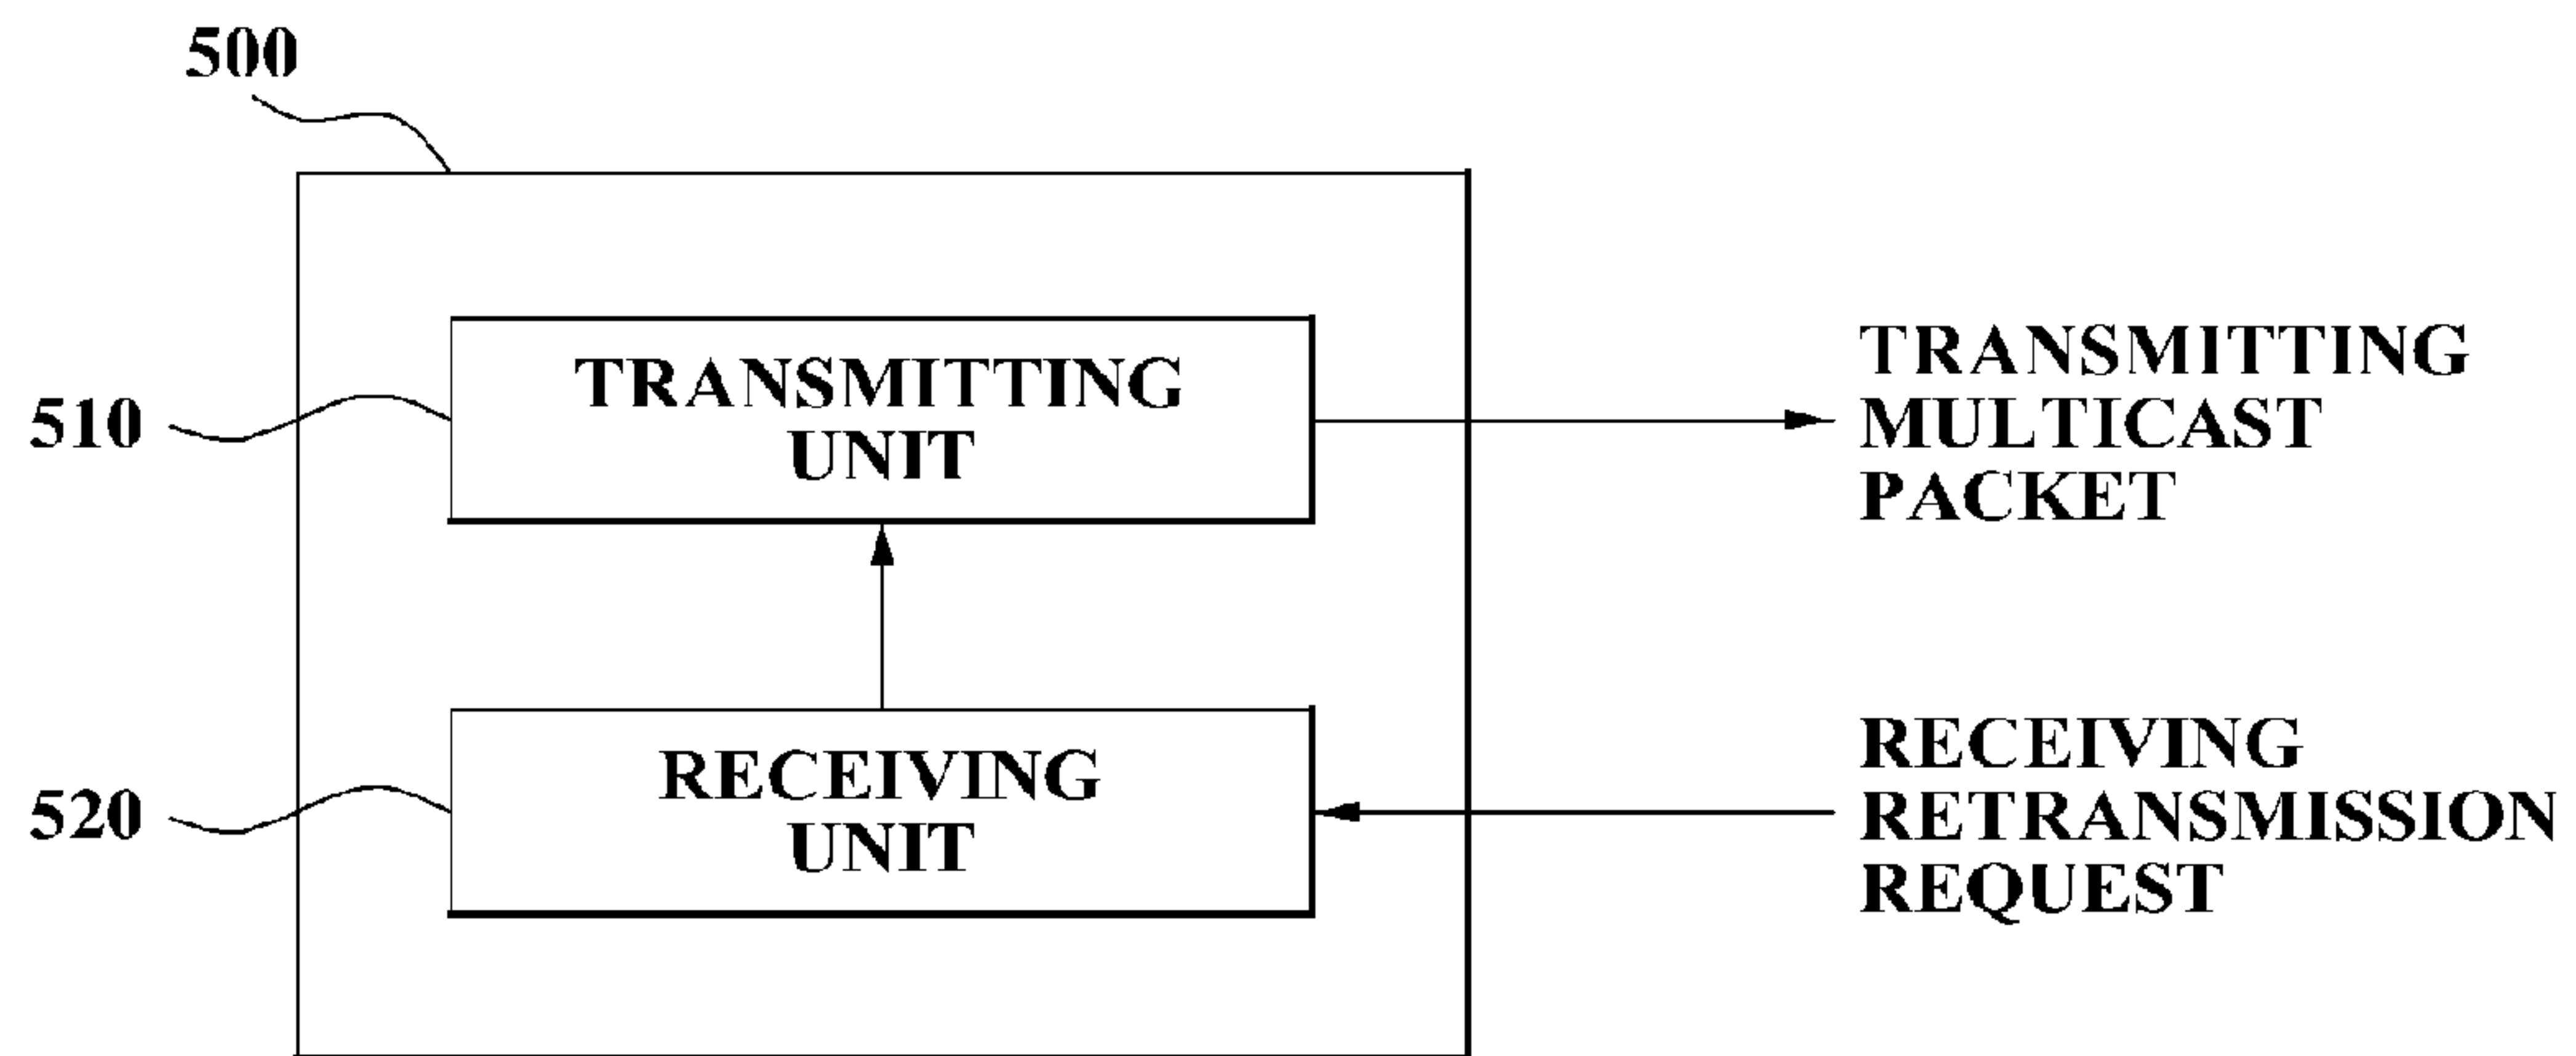 500
510
TRANSMITTING
UNIT
TRANSMITTING
MULTICAST
PACKET
520
RECEIVING
UNIT
RECEIVING
RETRANSMISSION
REQUEST